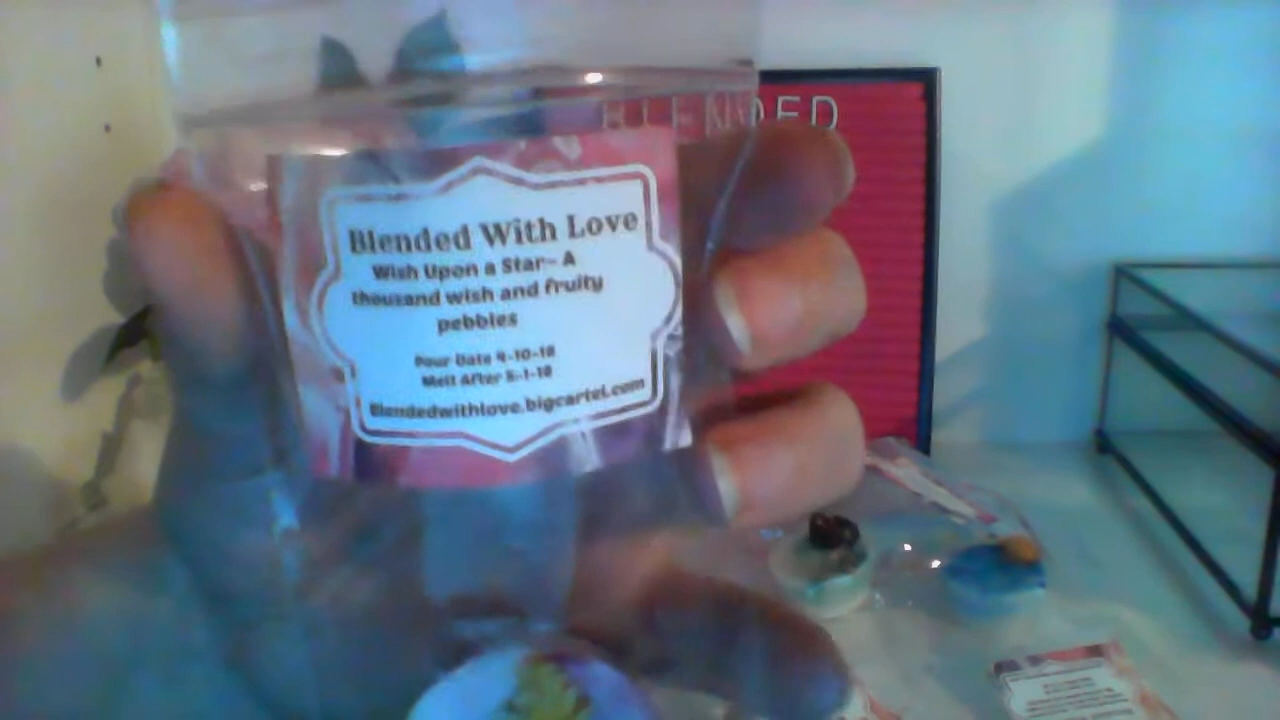 BLENDED
Blended With Love
Wish Upon a Star- A
thousand wish and fruity
pebbles
Pour Date 4-10-18
Melt After 5-1-18
Blendedwithlove.bigcartel.com